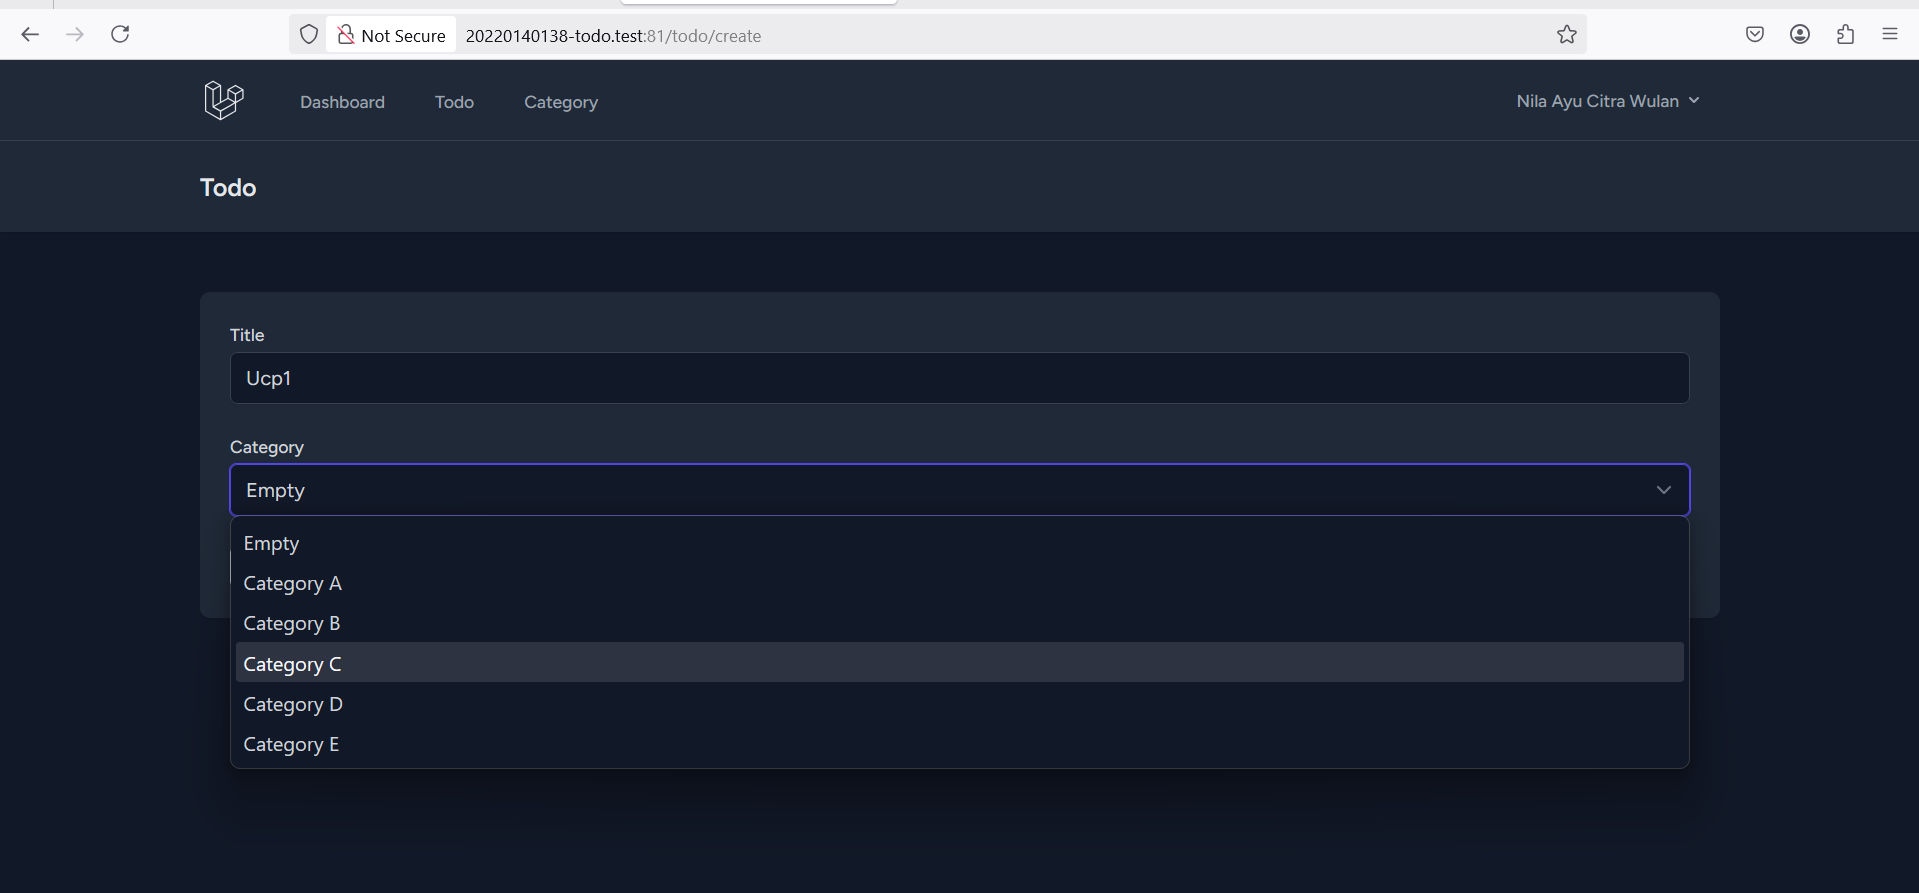 Not Secure 20220140138-todo.test:81/todo/create
Dashboard Todo Category Nila Ayu Citra Wulan
Todo
Title
Ucp1
Category
Empty
Empty
Category A
Category B
Category C
Category D
Category E